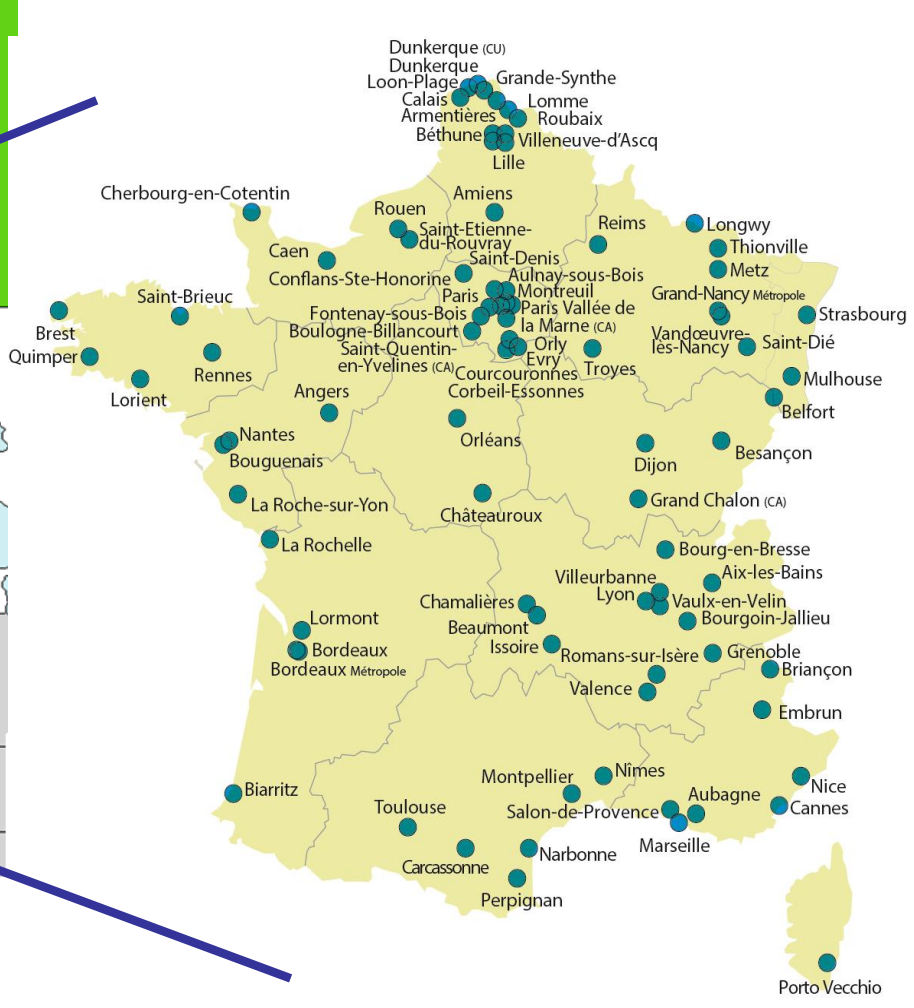 Dunkerque (CU)
Dunkerque
Loon-Plage
Grande-Synthe
Calais
Lomme
Armentières
Roubaix
Béthune
Villeneuve-d'Ascq
Lille
Cherbourg-en-Cotentin
Amiens
Rouen
Saint-Etienne-
du-Rouvray
Reims
Longwy
Caen
Thionville
Saint-Denis
Metz
Conflans-Ste-Honorine
Aulnay-sous-Bois
Montreuil
Saint-Brieuc
Paris
Grand-Nancy Métropole
Paris Vallée de
la Marne (CA)
Fontenay-sous-Bois
Strasbourg
Brest
Boulogne-Billancourt
Vandœuvre-
lès-Nancy
Saint-Dié
Quimper
Saint-Quentin-
en-Yvelines (CA)
Orly
Evry
Rennes
Courcouronnes
Troyes
Mulhouse
Lorient
Angers
Corbeil-Essonnes
Belfort
Nantes
Orléans
Besançon
Bouguenais
Dijon
La Roche-sur-Yon
Châteauroux
Grand Chalon (CA)
La Rochelle
Bourg-en-Bresse
Villeurbanne
Aix-les-Bains
Lyon
Chamalières
Vaulx-en-Velin
Lormont
Beaumont
Bourgoin-Jallieu
Bordeaux
Issoire
Romans-sur-Isère
Grenoble
Bordeaux Métropole
Briançon
Valence
Embrun
Montpellier
Nîmes
Biarritz
Nice
Toulouse
Salon-de-Provence
Aubagne
Cannes
Marseille
Carcassonne
Narbonne
Perpignan
Porto Vecchio